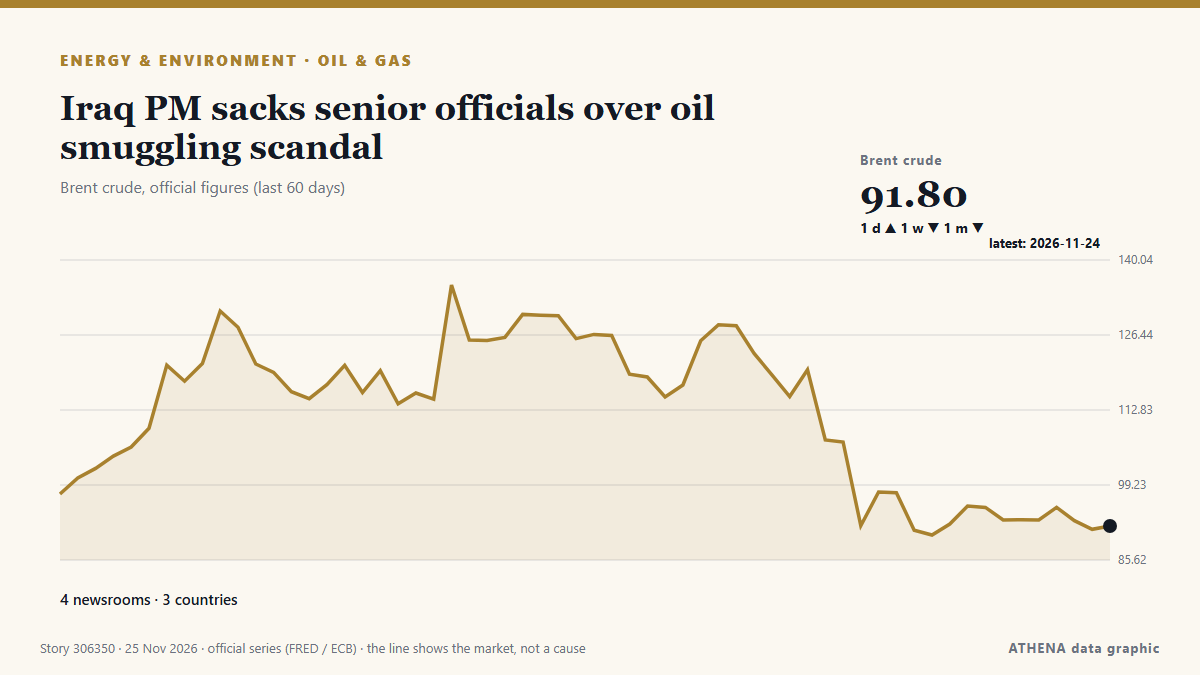 ENERGY & ENVIRONMENT · OIL & GAS
Iraq PM sacks senior officials over oil
smuggling scandal
Brent crude, official figures (last 60 days)
Brent crude
91.80
1 d ▲ 1 w ▼ 1 m ▼
latest: 2026-11-24
140.04
126.44
112.83
99.23
85.62
4 newsrooms · 3 countries
Story 306350 · 25 Nov 2026 · official series (FRED / ECB) · the line shows the market, not a cause
ATHENA data graphic